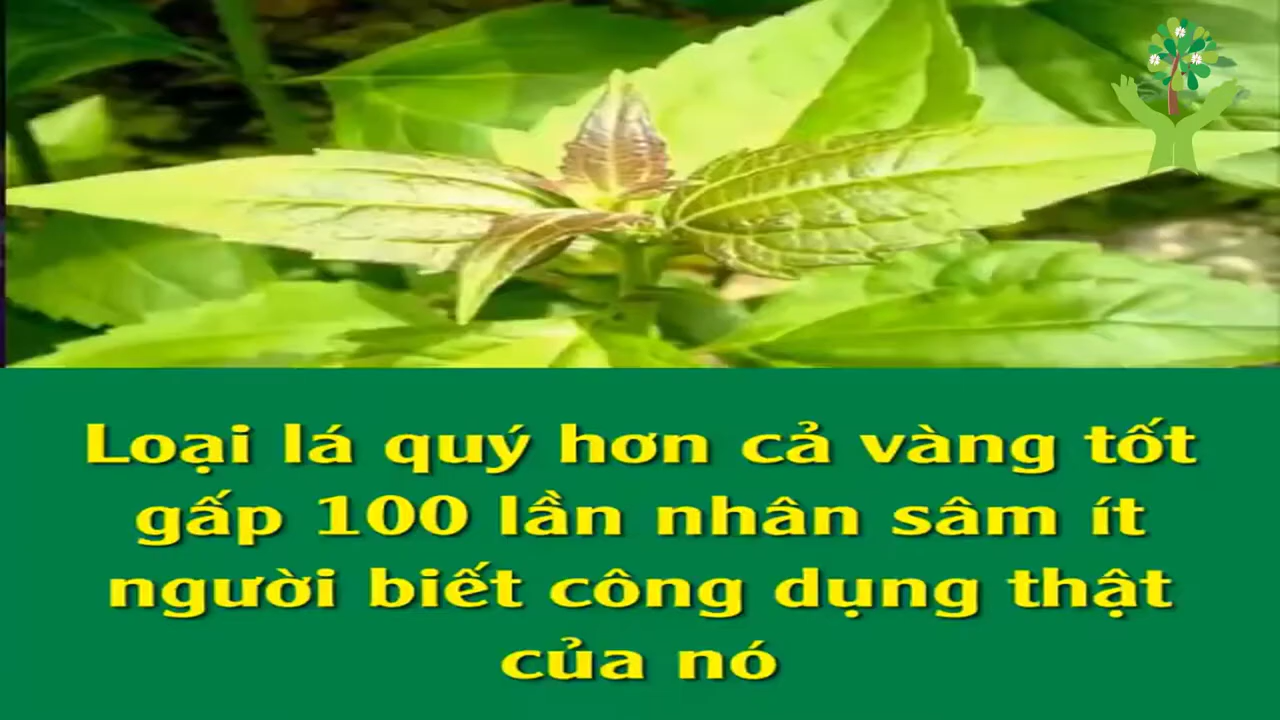 Loại lá quý hơn cả vàng tốt
gấp 100 lần nhân sâm ít
người biết công dụng thật
của nó